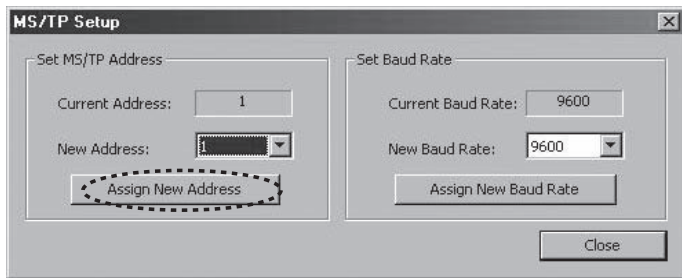 MS/TP Setup
Set MS/TP Address
Current Address: 1
New Address: 1
Assign New Address
Set Baud Rate
Current Baud Rate: 9600
New Baud Rate: 9600
Assign New Baud Rate
Close